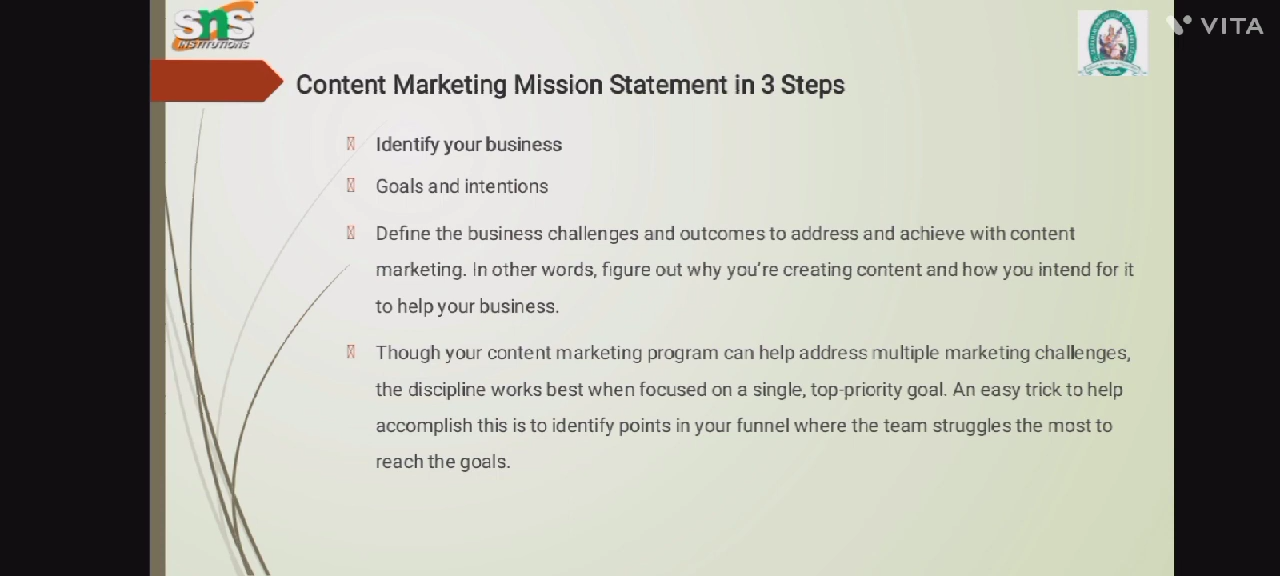 sns
INSTITUTIONS
VITA
Content Marketing Mission Statement in 3 Steps
Identify your business
Goals and intentions
Define the business challenges and outcomes to address and achieve with content
marketing. In other words, figure out why you’re creating content and how you intend for it
to help your business.
Though your content marketing program can help address multiple marketing challenges,
the discipline works best when focused on a single, top-priority goal. An easy trick to help
accomplish this is to identify points in your funnel where the team struggles the most to
reach the goals.